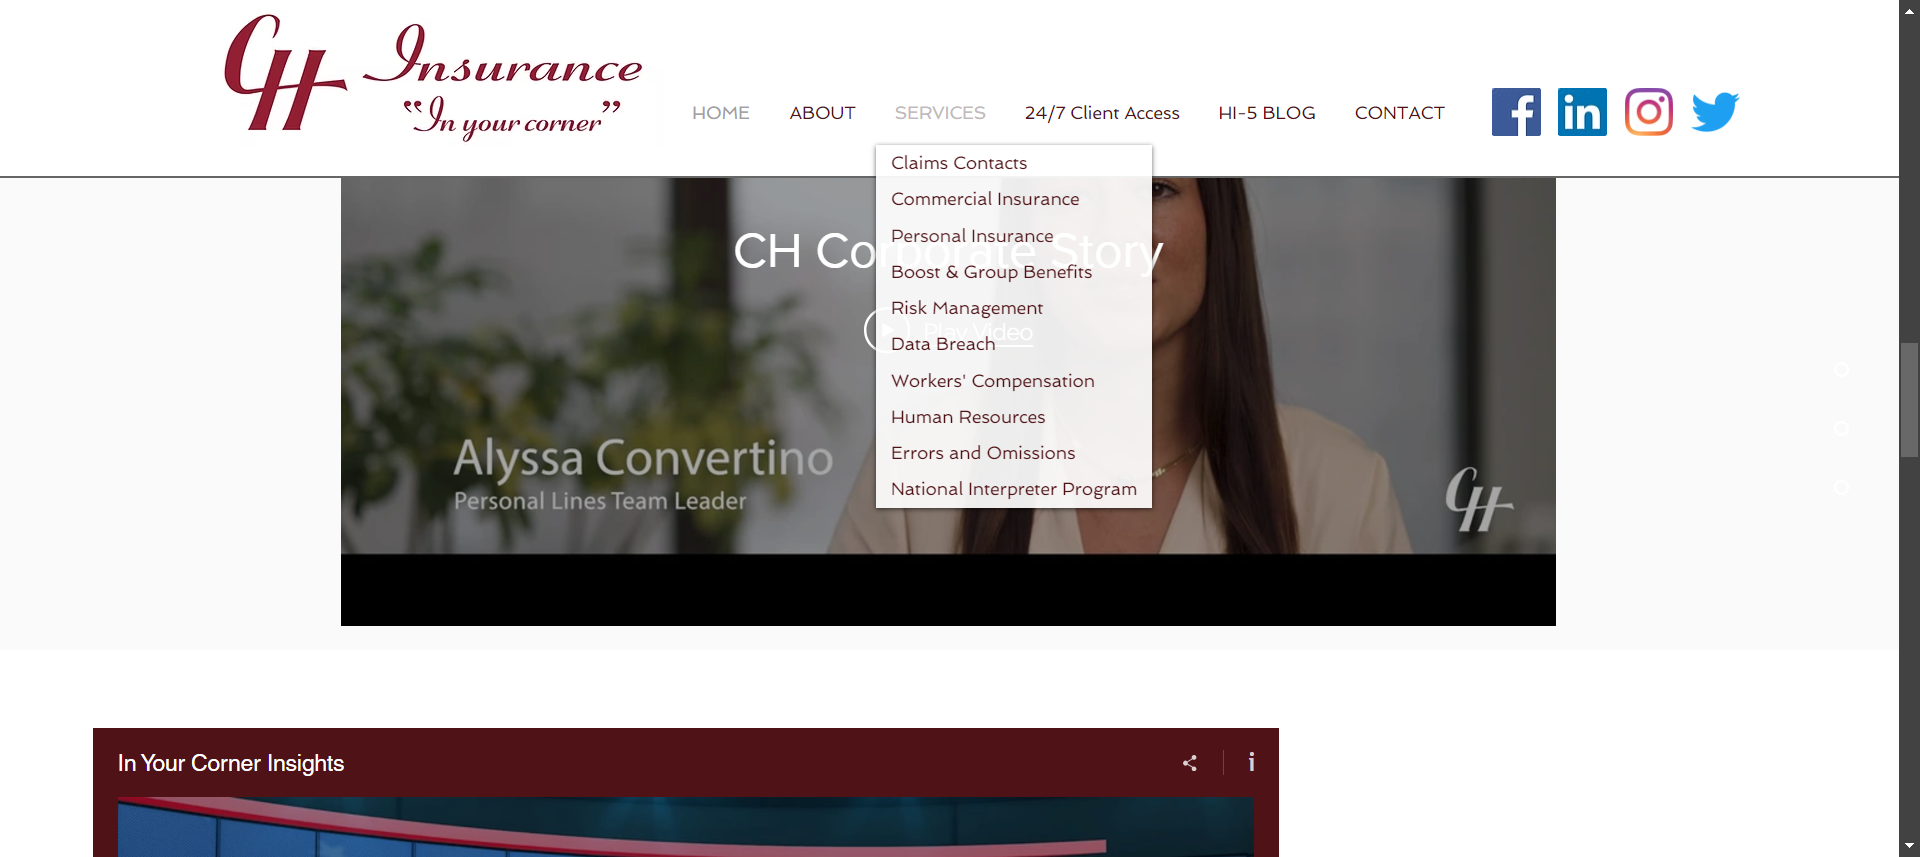 CH Insurance
"In your corner"
HOME
ABOUT
SERVICES
24/7 Client Access
HI-5 BLOG
CONTACT
Claims Contacts
Commercial Insurance
Personal Insurance
Boost & Group Benefits
Risk Management
Data Breach
Workers' Compensation
Human Resources
Errors and Omissions
National Interpreter Program
CH Corporate Story
Play Video
Alyssa Convertino
Personal Lines Team Leader
CH
In Your Corner Insights